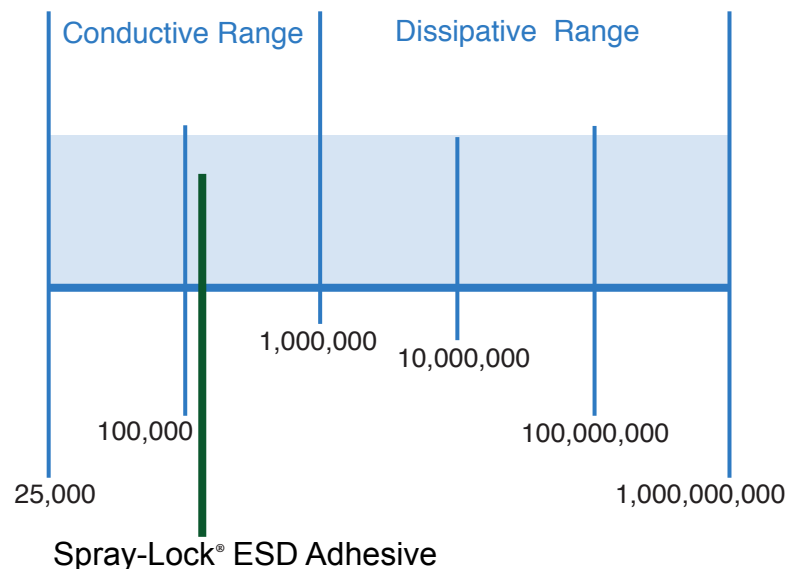 Conductive Range
Dissipative Range
1,000,000
10,000,000
100,000
100,000,000
25,000
1,000,000,000
Spray-Lock® ESD Adhesive